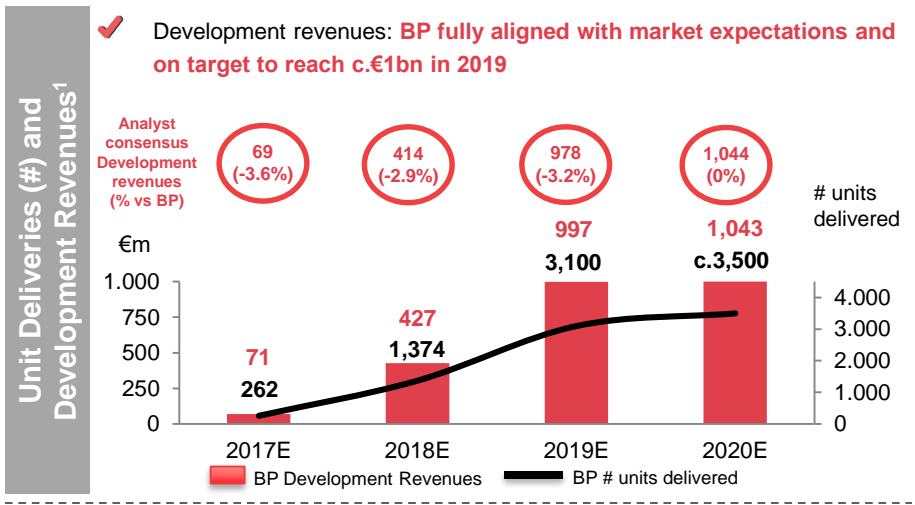 Unit Deliveries (#) and
Development Revenues1
Development revenues: BP fully aligned with market expectations and
on target to reach c.€1bn in 2019
Analyst
consensus
Development
revenues
(% vs BP)
69
(-3.6%)
414
(-2.9%)
978
(-3.2%)
1,044
(0%)
# units
delivered
€m
997
1,043
3,100
c.3,500
427
1,374
71
262
1.000
750
500
250
0
4.000
3.000
2.000
1.000
0
2017E
2018E
2019E
2020E
BP Development Revenues
BP # units delivered